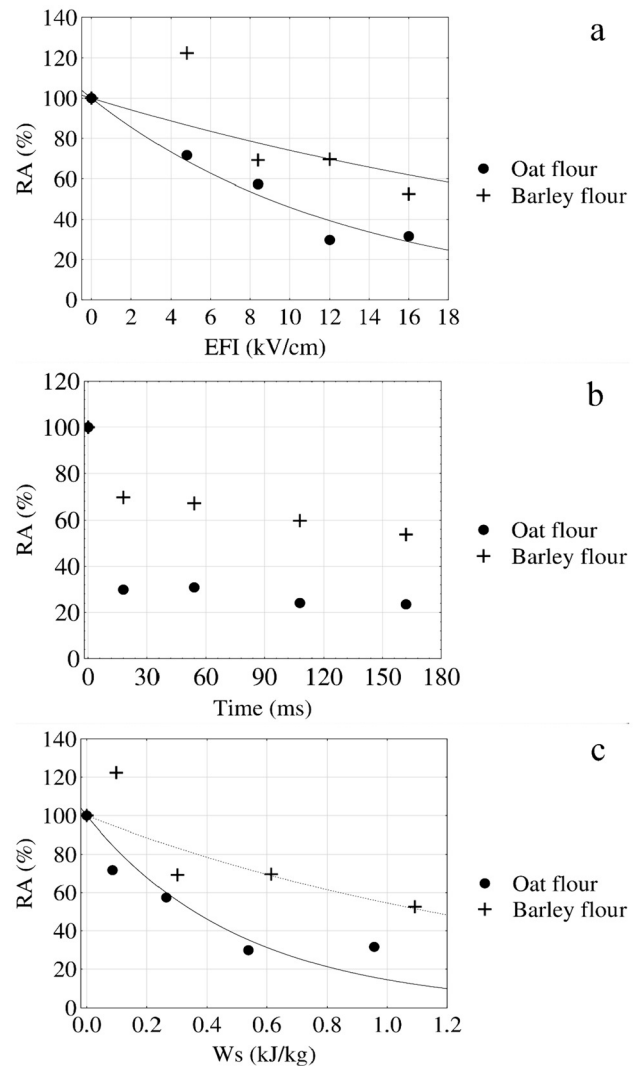 a
140
120
100
80
60
40
20
0
RA (%)
0 2 4 6 8 10 12 14 16 18
EFI (kV/cm)
Oat flour
Barley flour
b
120
100
80
60
40
20
0
RA (%)
0 30 60 90 120 150 180
Time (ms)
Oat flour
Barley flour
c
140
120
100
80
60
40
20
0
RA (%)
0.0 0.2 0.4 0.6 0.8 1.0 1.2
Ws (kJ/kg)
Oat flour
Barley flour